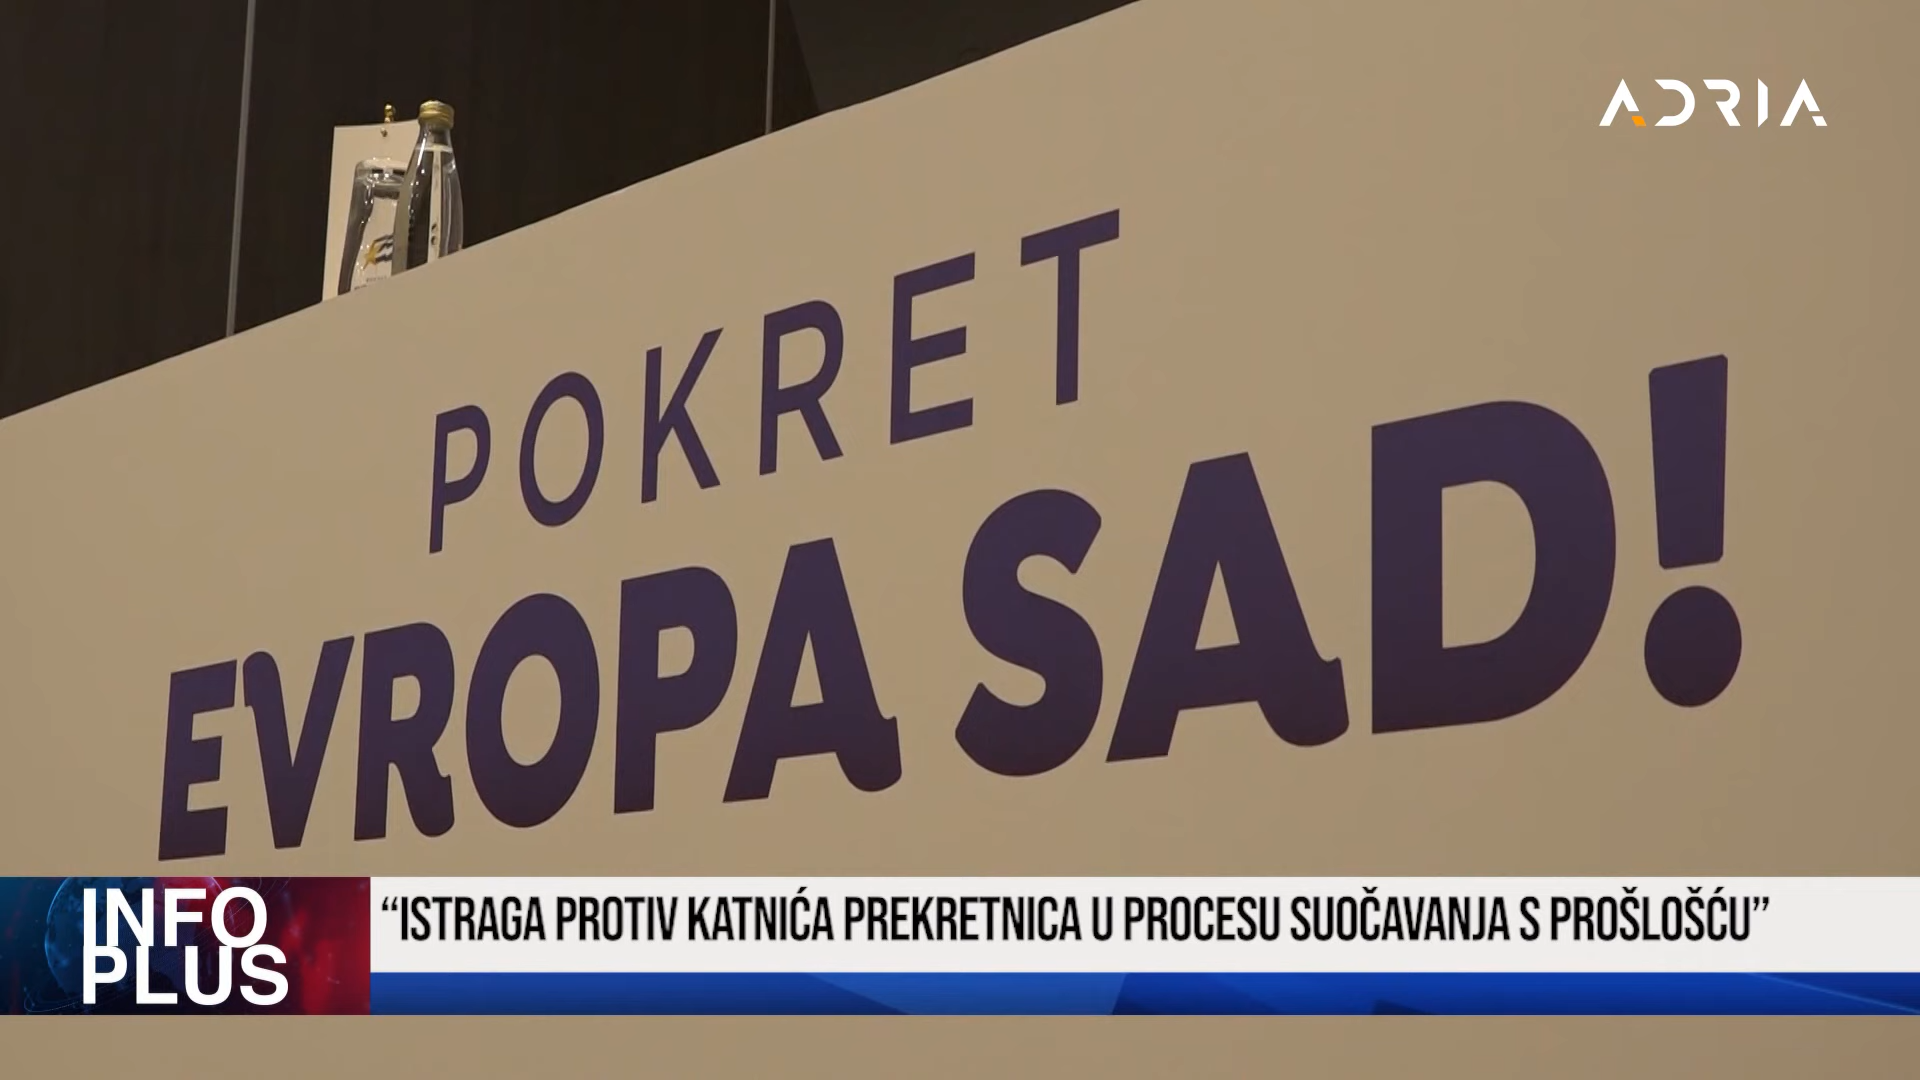 ADRIA
POKRET
EVROPA SAD!
INFO
PLUS
“ISTRAGA PROTIV KATNIĆA PREKRETNICA U PROCESU SUOČAVANJA S PROŠLOŠĆU”